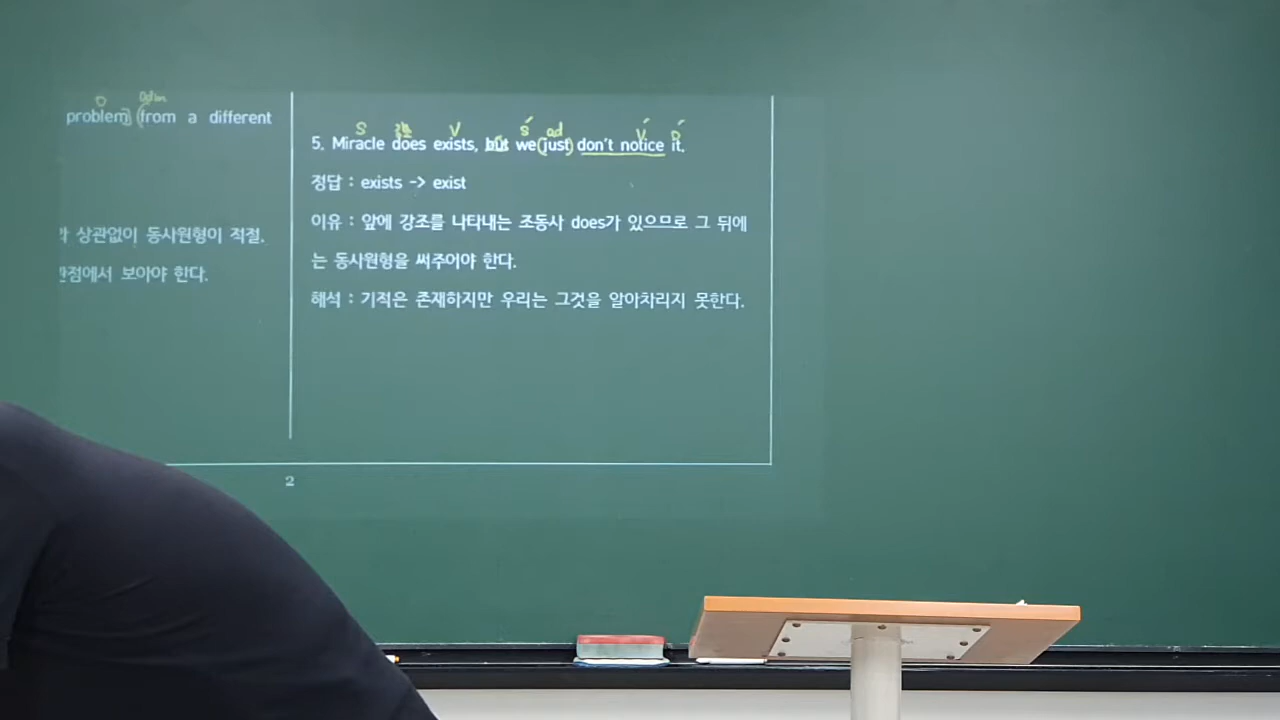 O Adim
problem) (from a different
상관없이 동사원형이 적절.
관점에서 보아야 한다.
S 강 V S' ad V' O'
5. Miracle does exists, but we (just) don't notice it.
정답 : exists -> exist
이유 : 앞에 강조를 나타내는 조동사 does가 있으므로 그 뒤에
는 동사원형을 써주어야 한다.
해석 : 기적은 존재하지만 우리는 그것을 알아차리지 못한다.
2